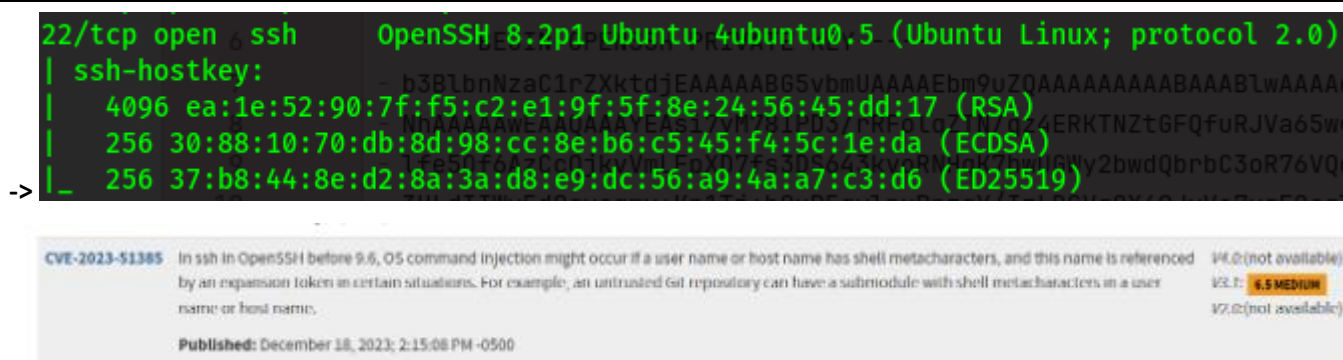 22/tcp open ssh OpenSSH 8.2p1 Ubuntu 4ubuntu0.5 (Ubuntu Linux; protocol 2.0)
| ssh-hostkey:
| 4096 ea:1e:52:90:7f:f5:c2:e1:9f:5f:8e:24:56:45:dd:17 (RSA)
| 256 30:88:10:70:db:8d:98:cc:8e:b6:c5:45:f4:5c:1e:da (ECDSA)
-> |_ 256 37:b8:44:8e:d2:8a:3a:d8:e9:dc:56:a9:4a:a7:c3:d6 (ED25519)
CVE-2023-51385 In ssh in OpenSSH before 9.6, OS command injection might occur if a user name or host name has shell metacharacters, and this name is referenced V4.0:(not available)
by an expansion token in certain situations. For example, an untrusted Git repository can have a submodule with shell metacharacters in a user V3.1: 6.5 MEDIUM
name or host name. V2.0:(not available)
Published: December 18, 2023; 2:15:08 PM -0500